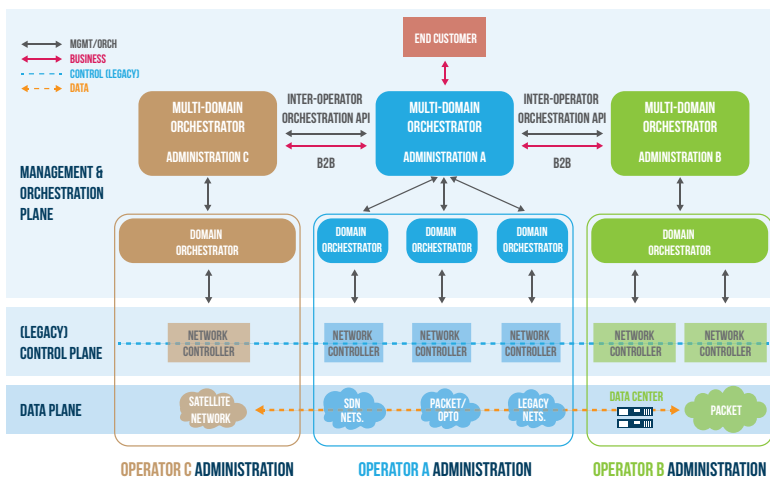 MGMT/ORCH
BUSINESS
CONTROL (LEGACY)
DATA
END CUSTOMER
MULTI-DOMAIN
ORCHESTRATOR
ADMINISTRATION C
INTER-OPERATOR
ORCHESTRATION API
B2B
MULTI-DOMAIN
ORCHESTRATOR
ADMINISTRATION A
INTER-OPERATOR
ORCHESTRATION API
B2B
MULTI-DOMAIN
ORCHESTRATOR
ADMINISTRATION B
MANAGEMENT &
ORCHESTRATION
PLANE
DOMAIN
ORCHESTRATOR
DOMAIN
ORCHESTRATOR
DOMAIN
ORCHESTRATOR
DOMAIN
ORCHESTRATOR
DOMAIN
ORCHESTRATOR
(LEGACY)
CONTROL PLANE
NETWORK
CONTROLLER
NETWORK
CONTROLLER
NETWORK
CONTROLLER
NETWORK
CONTROLLER
NETWORK
CONTROLLER
NETWORK
CONTROLLER
DATA PLANE
SATELLITE
NETWORK
SDN
NETS.
PACKET/
OPTO
LEGACY
NETS.
DATA CENTER
PACKET
OPERATOR C ADMINISTRATION
OPERATOR A ADMINISTRATION
OPERATOR B ADMINISTRATION